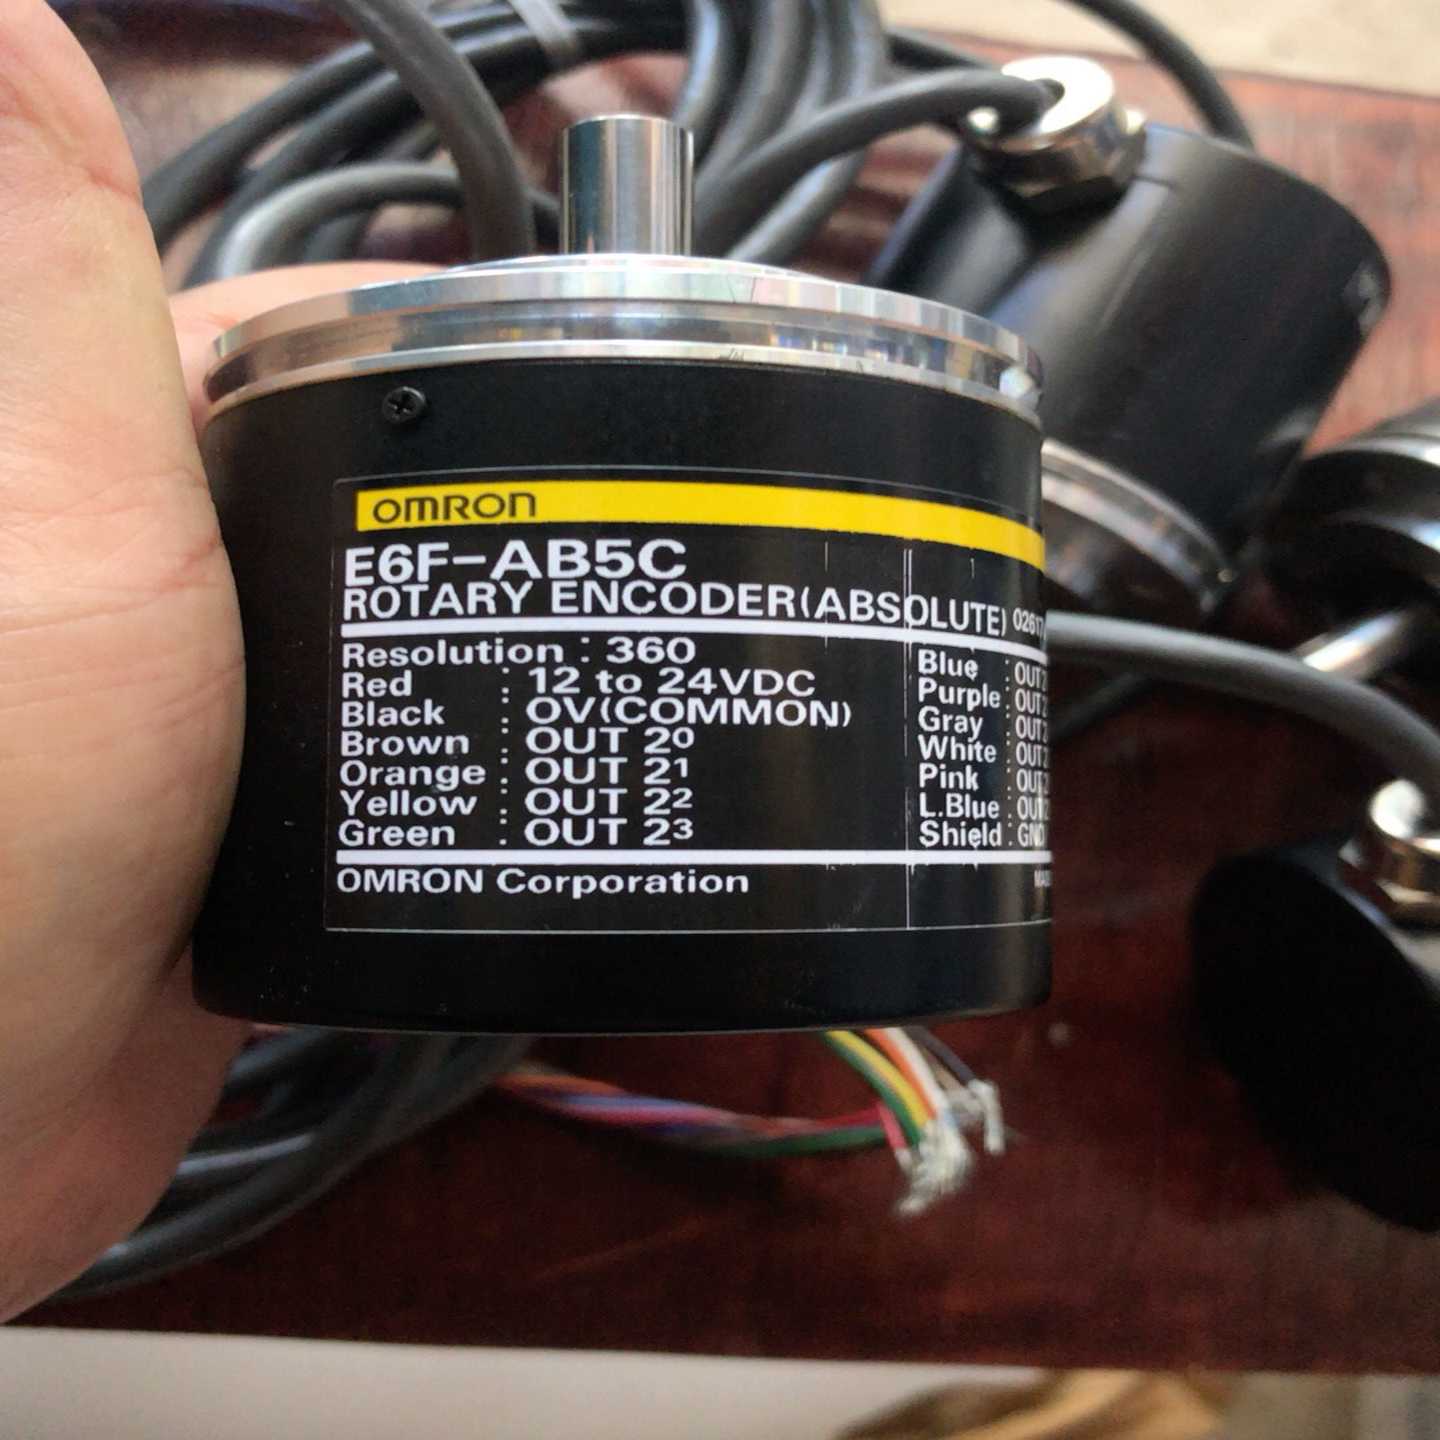 OMRON
E6F-AB5C
ROTARY ENCODER(ABSOLUTE)
Resolution : 360
Red : 12 to 24VDC
Black : 0V(COMMON)
Brown : OUT 2⁰
Orange : OUT 2¹
Yellow : OUT 2²
Green : OUT 2³
Blue :
Purple :
Gray :
White :
Pink :
L.Blue :
Shield : GND
OMRON Corporation